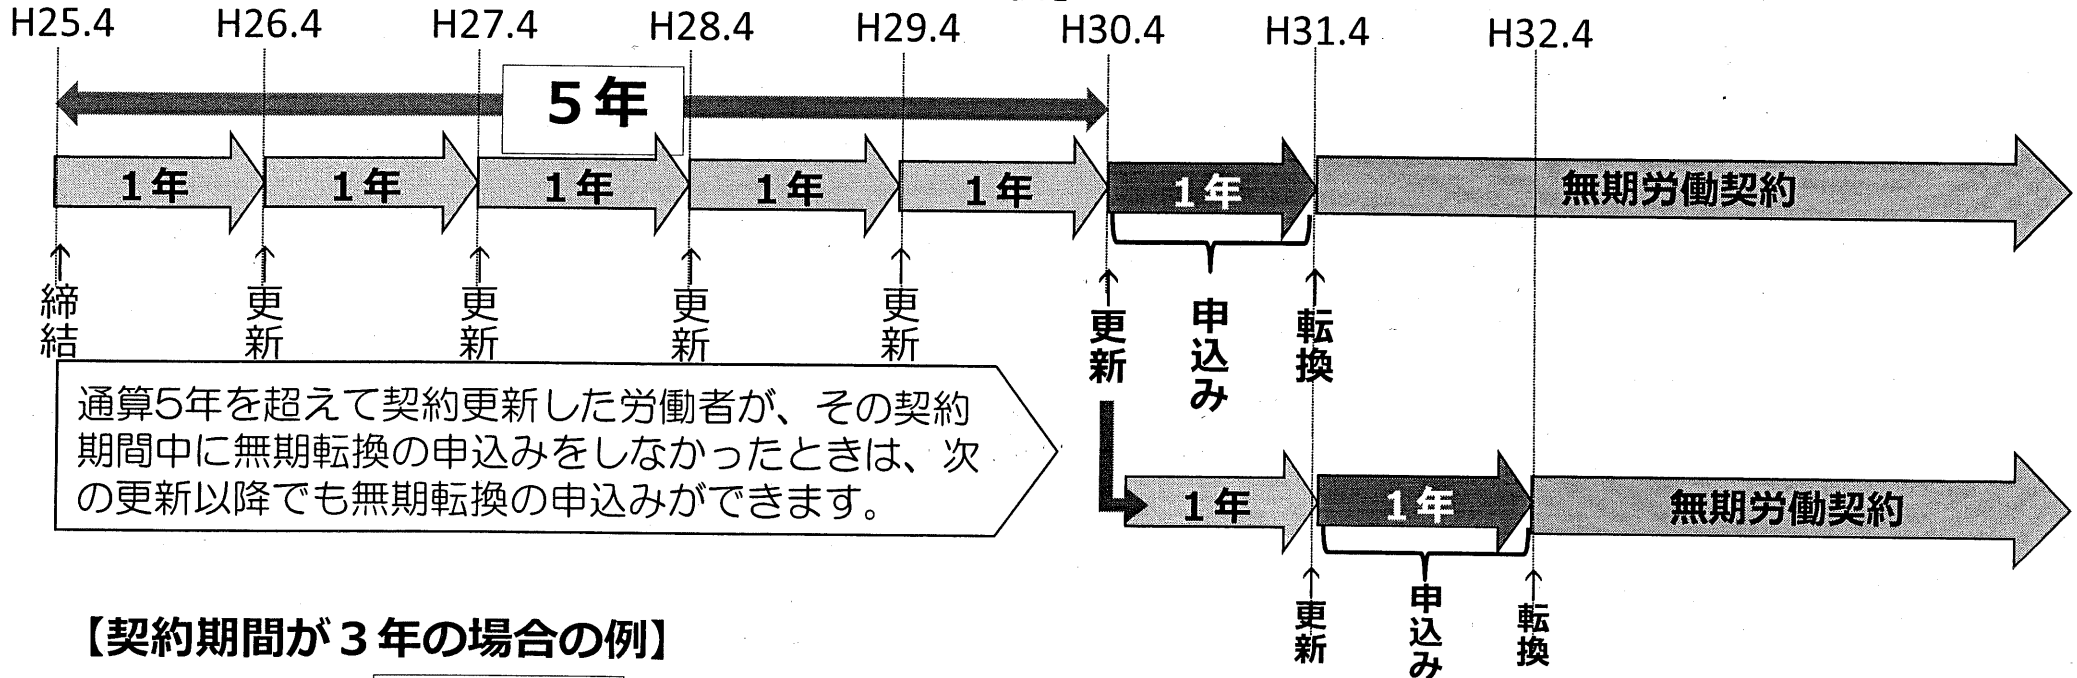 H25.4 H26.4 H27.4 H28.4 H29.4 H30.4 H31.4 H32.4
5年
1年 1年 1年 1年 1年 1年 無期労働契約
締結 更新 更新 更新 更新 更新 申込み 転換
通算5年を超えて契約更新した労働者が、その契約
期間中に無期転換の申込みをしなかったときは、次
の更新以降でも無期転換の申込みができます。
1年 1年 無期労働契約
更新 申込み 転換
【契約期間が3年の場合の例】